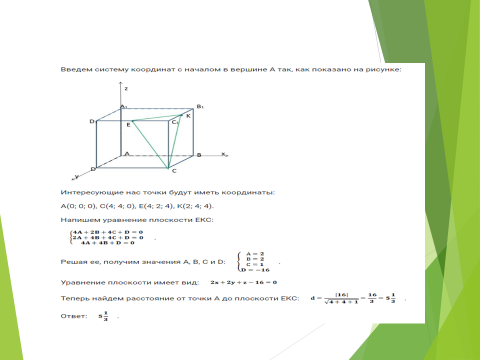 Введем систему координат с началом в вершине А так, как показано на рисунке:
z
A₁
B₁
D₁
E
K
C₁
A
B
x
D
C
y
Интересующие нас точки будут иметь координаты:
А(0; 0; 0), С(4; 4; 0), Е(4; 2; 4), К(2; 4; 4).
Напишем уравнение плоскости ЕКС:
4A + 2B + 4C + D = 0
2A + 4B + 4C + D = 0
4A + 4B + D = 0
Решая ее, получим значения A, B, C и D:
A = 2
B = 2
C = 1
D = −16
Уравнение плоскости имеет вид: 2x + 2y + z − 16 = 0
Теперь найдем расстояние от точки А до плоскости ЕКС: d = |16|/√4 + 4 + 1 = 16/3 = 5 1/3
Ответ: 5 1/3 .